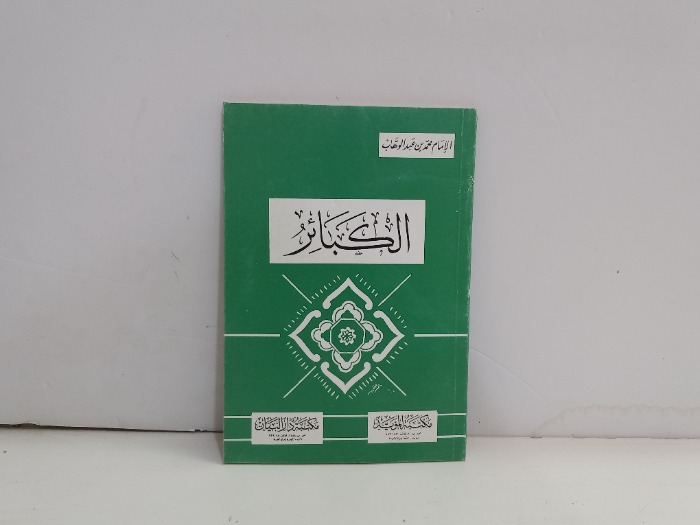 الإمام محمد بن عبد الوهاب
الكبائر
مكتبة المؤيد
مكتبة دار البيان